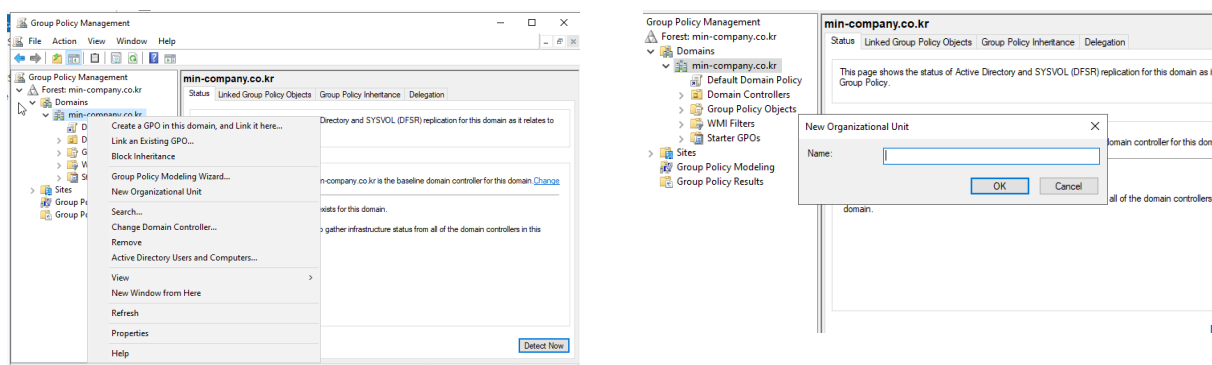 Group Policy Management
File Action View Window Help
Group Policy Management
Forest: min-company.co.kr
Domains
min-company.co.kr
Sites
Group Po
Group Po
min-company.co.kr
Status Linked Group Policy Objects Group Policy Inheritance Delegation
Directory and SYSVOL (DFSR) replication for this domain as it relates to
n-company.co.kr is the baseline domain controller for this domain. Change
exists for this domain.
o gather infrastructure status from all of the domain controllers in this
Detect Now
Create a GPO in this domain, and Link it here...
Link an Existing GPO...
Block Inheritance
Group Policy Modeling Wizard...
New Organizational Unit
Search...
Change Domain Controller...
Remove
Active Directory Users and Computers...
View
New Window from Here
Refresh
Properties
Help
Group Policy Management
Forest: min-company.co.kr
Domains
min-company.co.kr
Default Domain Policy
Domain Controllers
Group Policy Objects
WMI Filters
Starter GPOs
Sites
Group Policy Modeling
Group Policy Results
min-company.co.kr
Status Linked Group Policy Objects Group Policy Inheritance Delegation
This page shows the status of Active Directory and SYSVOL (DFSR) replication for this domain as i
Group Policy.
New Organizational Unit
Name:
OK Cancel
domain controller for this dom
all of the domain controllers
domain.